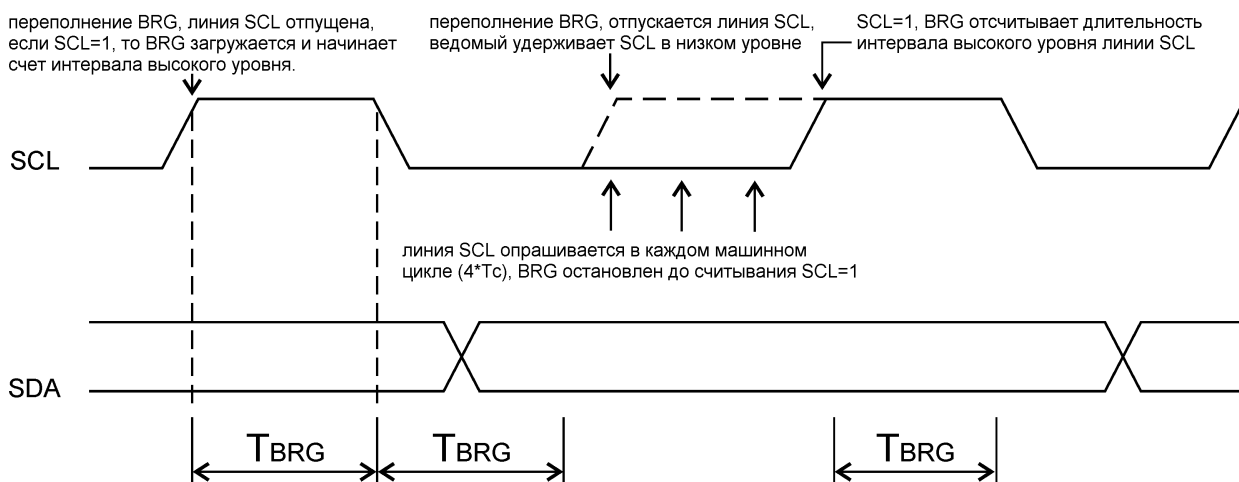 переполнение BRG, линия SCL отпущена,
если SCL=1, то BRG загружается и начинает
счет интервала высокого уровня.
переполнение BRG, отпускается линия SCL,
ведомый удерживает SCL в низком уровне
SCL=1, BRG отсчитывает длительность
интервала высокого уровня линии SCL
SCL
линия SCL опрашивается в каждом машинном
цикле (4*Tc), BRG остановлен до считывания SCL=1
SDA
TBRG
TBRG
TBRG